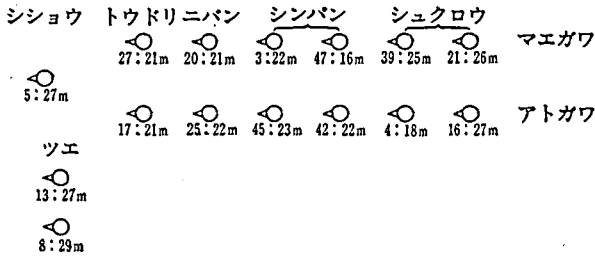 シショウ トウドリ ニバン シンパン シュクロウ
27:21m 20:21m 3:22m 47:16m 39:25m 21:26m マエガワ
5:27m
17:21m 25:22m 45:23m 42:22m 4:18m 16:27m アトガワ
ツエ
13:27m
8:29m